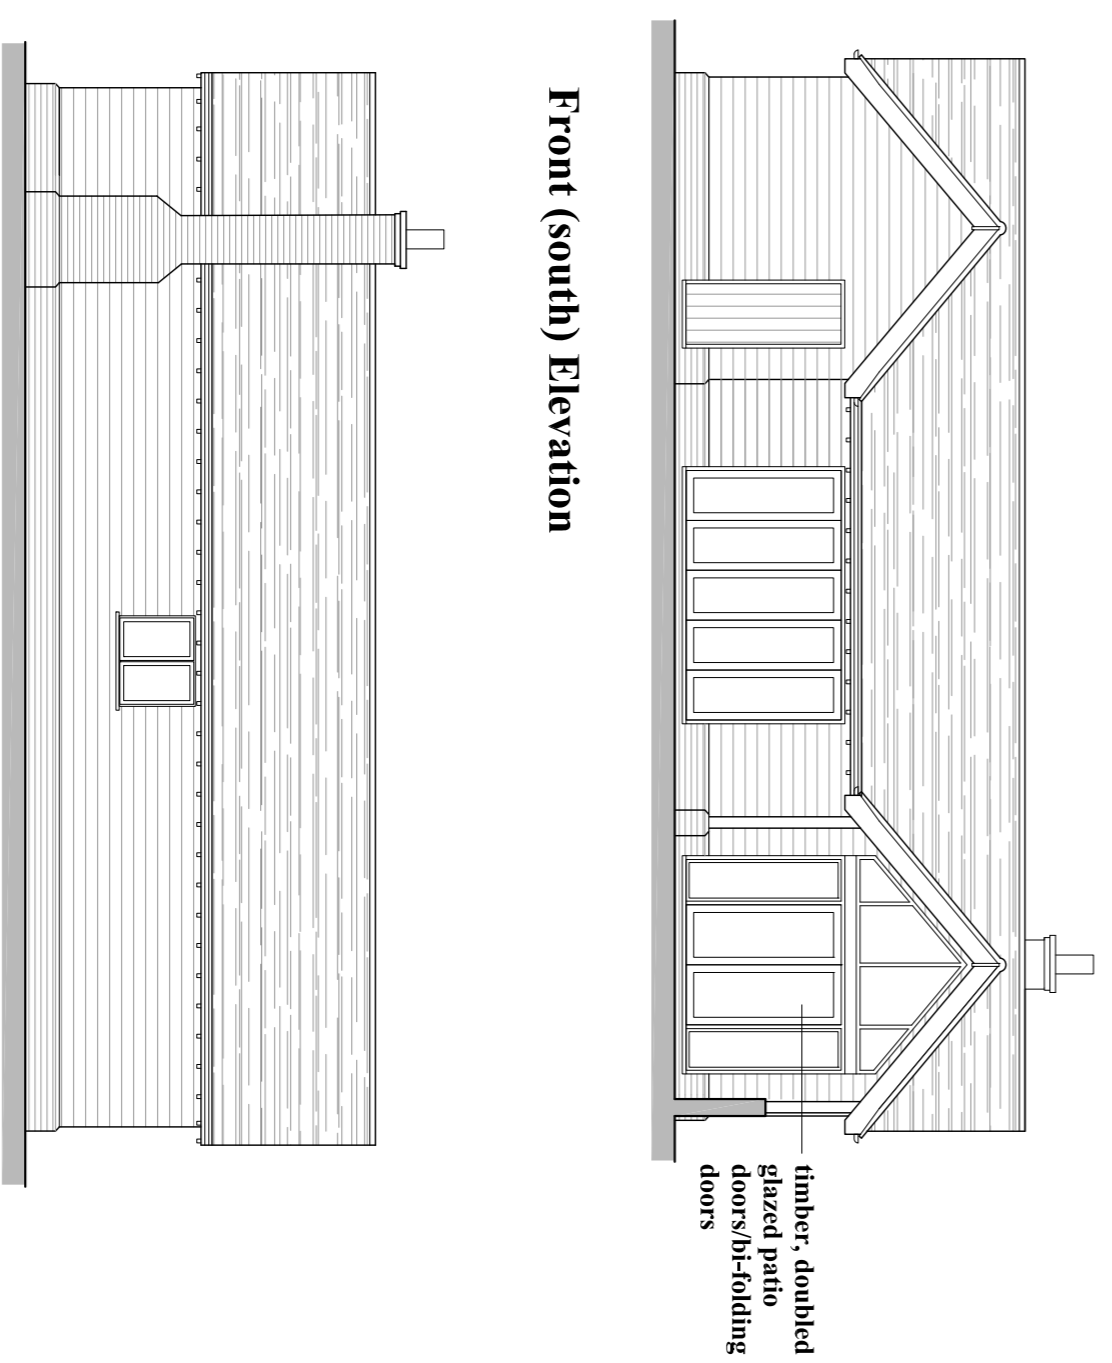 timber, doubled
glazed patio
doors/bi-folding
doors
Front (south) Elevation